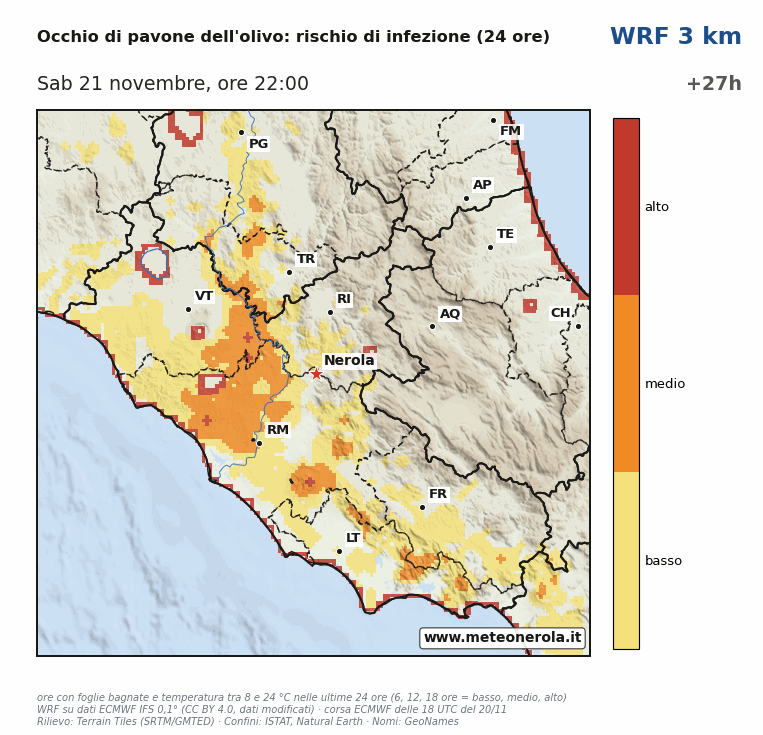 Occhio di pavone dell'olivo: rischio di infezione (24 ore)
WRF 3 km
Sab 21 novembre, ore 22:00
+27h
PG
FM
AP
TE
TR
VT
RI
AQ
CH
Nerola
RM
FR
LT
alto
medio
basso
www.meteonerola.it
ore con foglie bagnate e temperatura tra 8 e 24 °C nelle ultime 24 ore (6, 12, 18 ore = basso, medio, alto)
WRF su dati ECMWF IFS 0,1° (CC BY 4.0, dati modificati) · corsa ECMWF delle 18 UTC del 20/11
Rilievo: Terrain Tiles (SRTM/GMTED) · Confini: ISTAT, Natural Earth · Nomi: GeoNames